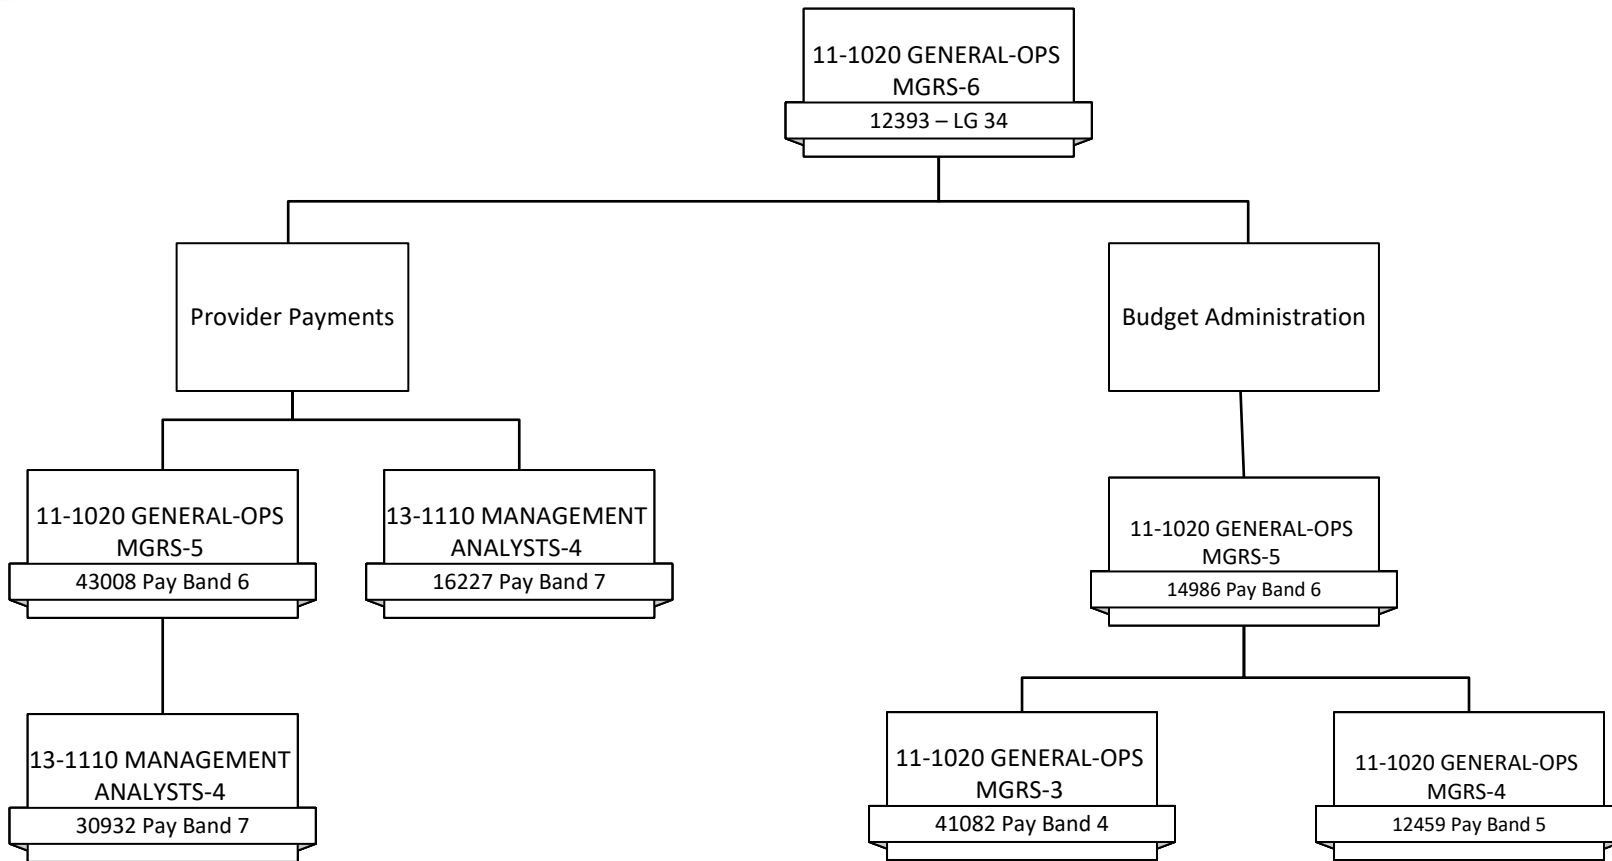 11-1020 GENERAL-OPS
MGRS-6
12393 – LG 34
Provider Payments
Budget Administration
11-1020 GENERAL-OPS
MGRS-5
43008 Pay Band 6
13-1110 MANAGEMENT
ANALYSTS-4
16227 Pay Band 7
11-1020 GENERAL-OPS
MGRS-5
14986 Pay Band 6
13-1110 MANAGEMENT
ANALYSTS-4
30932 Pay Band 7
11-1020 GENERAL-OPS
MGRS-3
41082 Pay Band 4
11-1020 GENERAL-OPS
MGRS-4
12459 Pay Band 5